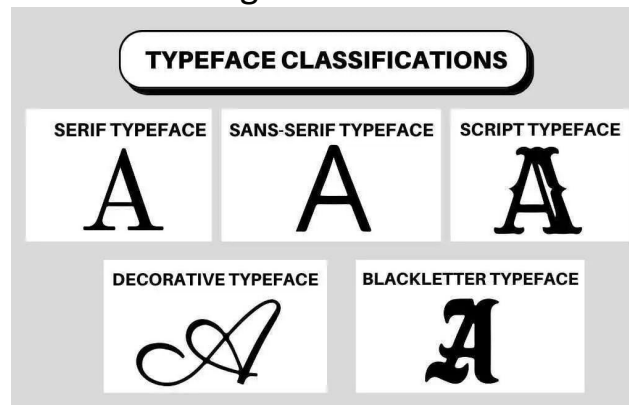 TYPEFACE CLASSIFICATIONS
SERIF TYPEFACE
A
SANS-SERIF TYPEFACE
A
SCRIPT TYPEFACE
A
DECORATIVE TYPEFACE
A
BLACKLETTER TYPEFACE
A